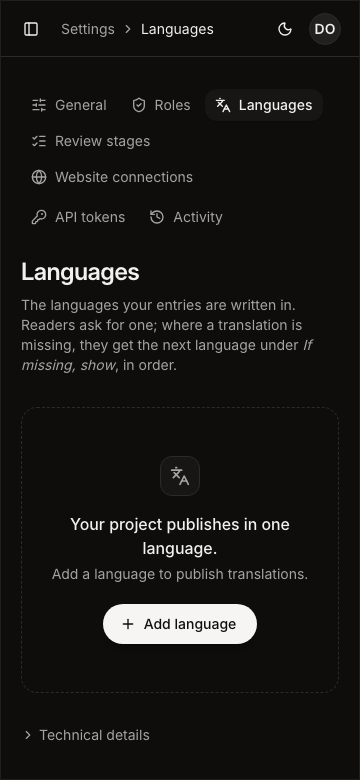 Settings > Languages
DO
General
Roles
Languages
Review stages
Website connections
API tokens
Activity
Languages
The languages your entries are written in.
Readers ask for one; where a translation is
missing, they get the next language under If
missing, show, in order.
Your project publishes in one
language.
Add a language to publish translations.
+ Add language
> Technical details